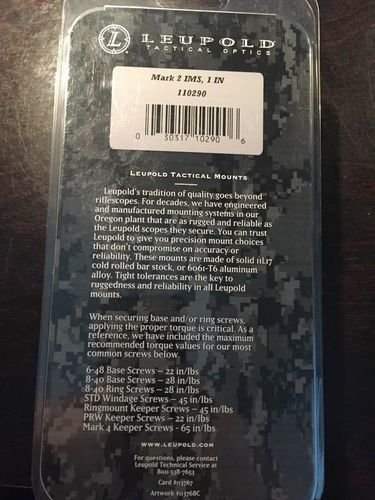 LEUPOLD
TACTICAL OPTICS
Mark 2 IMS, 1 IN
110290
0 30317 10290 6
LEUPOLD TACTICAL MOUNTS
Leupold's tradition of quality goes beyond
riflescopes. For decades, we have engineered
and manufactured mounting systems in our
Oregon plant that are as rugged and reliable as
the Leupold scopes they secure. You can trust
Leupold to give you precision mount choices
that don't compromise on accuracy or
reliability. These mounts are made of solid 11L17
cold rolled bar stock, or 6061-T6 aluminum
alloy. Tight tolerances are the key to
ruggedness and reliability in all Leupold
mounts.
When securing base and/or ring screws,
applying the proper torque is critical. As a
reference, we have included the maximum
recommended torque values for our most
common screws below.
6-48 Base Screws – 22 in/lbs
8-40 Base Screws – 28 in/lbs
8-40 Ring Screws – 28 in/lbs
STD Windage Screws – 45 in/lbs
Ringmount Keeper Screws – 45 in/lbs
PRW Keeper Screws – 22 in/lbs
Mark 4 Keeper Screws - 65 in/lbs
WWW.LEUPOLD.COM
For questions, please contact
Leupold Technical Service at
800 538-7653
Card #113767
Artwork #113768C